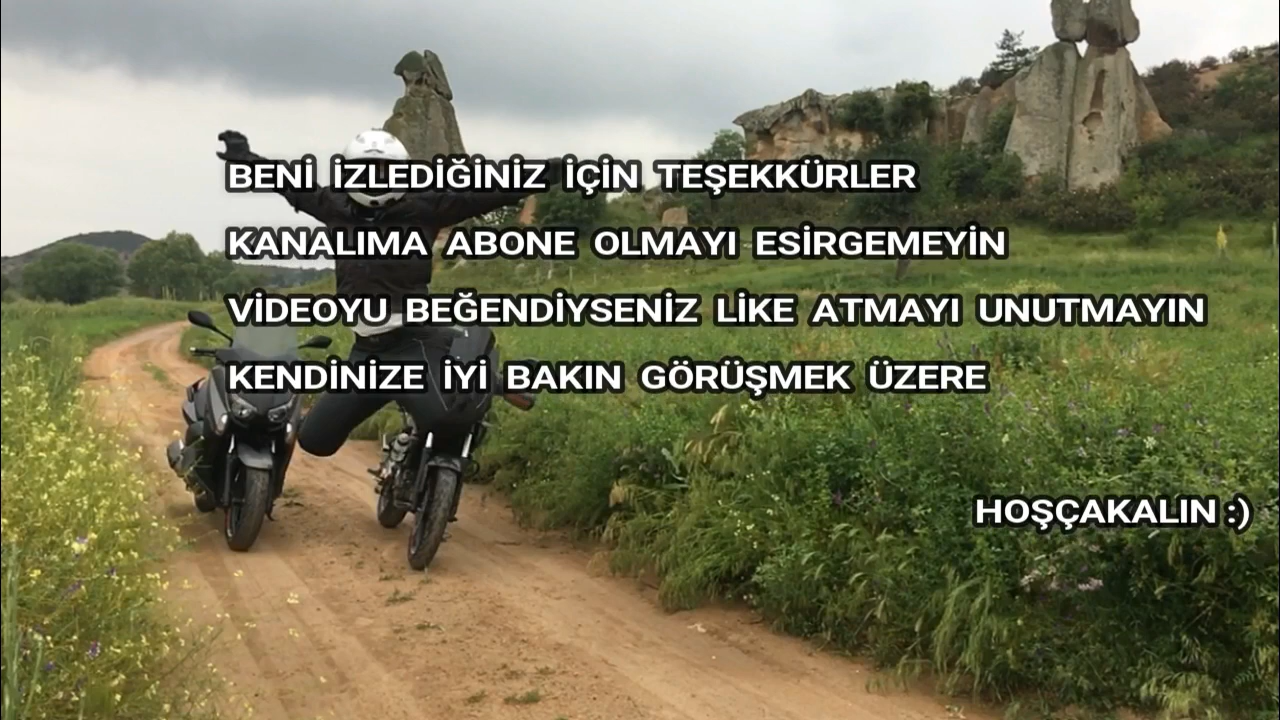 BENİ İZLEDİĞİNİZ İÇİN TEŞEKKÜRLER
KANALIMA ABONE OLMAYI ESİRGEMEYİN
VİDEOYU BEĞENDİYSENİZ LİKE ATMAYI UNUTMAYIN
KENDİNİZE İYİ BAKIN GÖRÜŞMEK ÜZERE
HOŞÇAKALIN :)